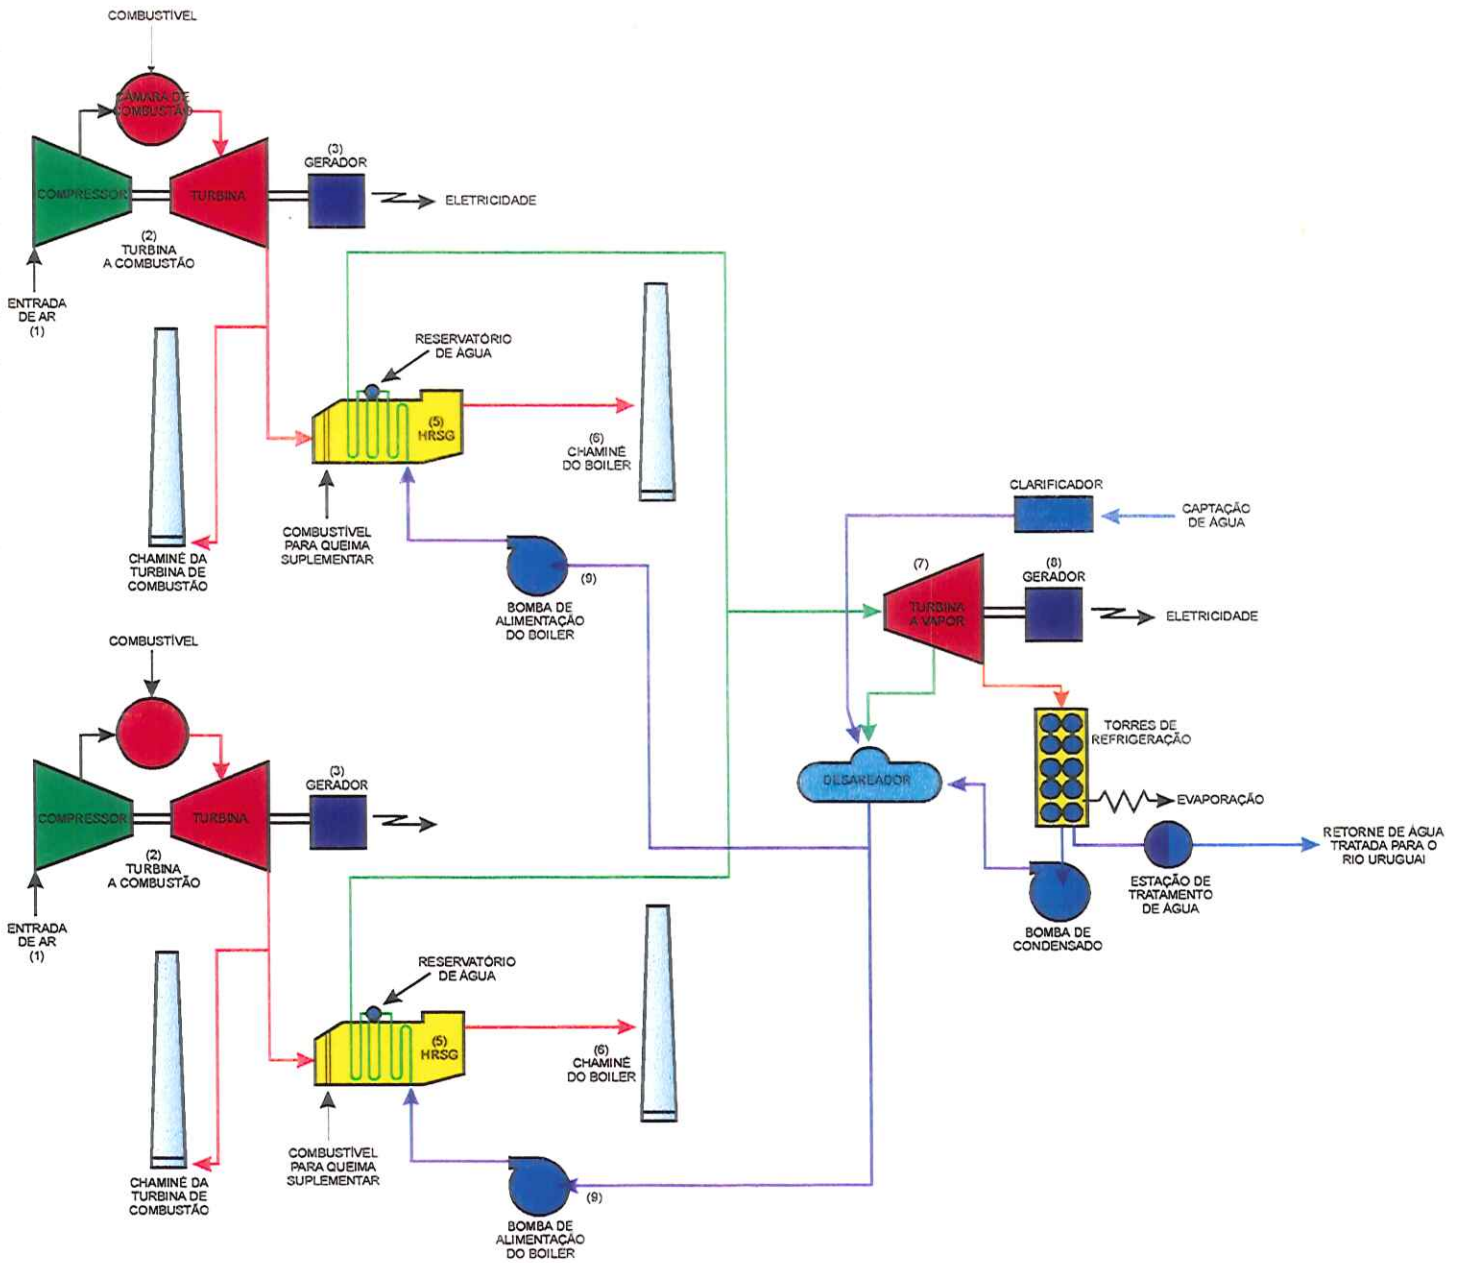 COMBUSTÍVEL
CÂMARA DE
COMBUSTÃO
COMPRESSOR
TURBINA
(3)
GERADOR
ELETRICIDADE
(2)
TURBINA
A COMBUSTÃO
ENTRADA
DE AR
(1)
RESERVATÓRIO
DE ÁGUA
(5)
HRSG
(6)
CHAMINÉ
DO BOILER
CHAMINÉ DA
TURBINA DE
COMBUSTÃO
COMBUSTÍVEL
PARA QUEIMA
SUPLEMENTAR
(9)
BOMBA DE
ALIMENTAÇÃO
DO BOILER
CLARIFICADOR
CAPTAÇÃO
DE ÁGUA
(7)
TURBINA
A VAPOR
(8)
GERADOR
ELETRICIDADE
TORRES DE
REFRIGERAÇÃO
DESAREADOR
EVAPORAÇÃO
RETORNE DE ÁGUA
TRATADA PARA O
RIO URUGUAI
ESTAÇÃO DE
TRATAMENTO
DE ÁGUA
BOMBA DE
CONDENSADO
COMBUSTÍVEL
COMPRESSOR
TURBINA
(3)
GERADOR
(2)
TURBINA
A COMBUSTÃO
ENTRADA
DE AR
(1)
RESERVATÓRIO
DE ÁGUA
(5)
HRSG
(6)
CHAMINÉ
DO BOILER
CHAMINÉ DA
TURBINA DE
COMBUSTÃO
COMBUSTÍVEL
PARA QUEIMA
SUPLEMENTAR
(9)
BOMBA DE
ALIMENTAÇÃO
DO BOILER